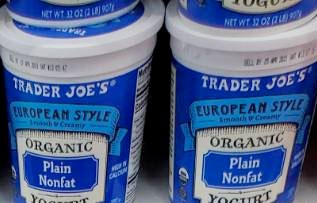 NET WT 32 OZ (2 LB) 907g
TRADER JOE'S®
EUROPEAN STYLE
Smooth & Creamy
ORGANIC
Plain
Nonfat
YOGURT
NET WT 32 OZ (2 LB) 907g
TRADER JOE'S®
EUROPEAN STYLE
Smooth & Creamy
ORGANIC
Plain
Nonfat
YOGURT